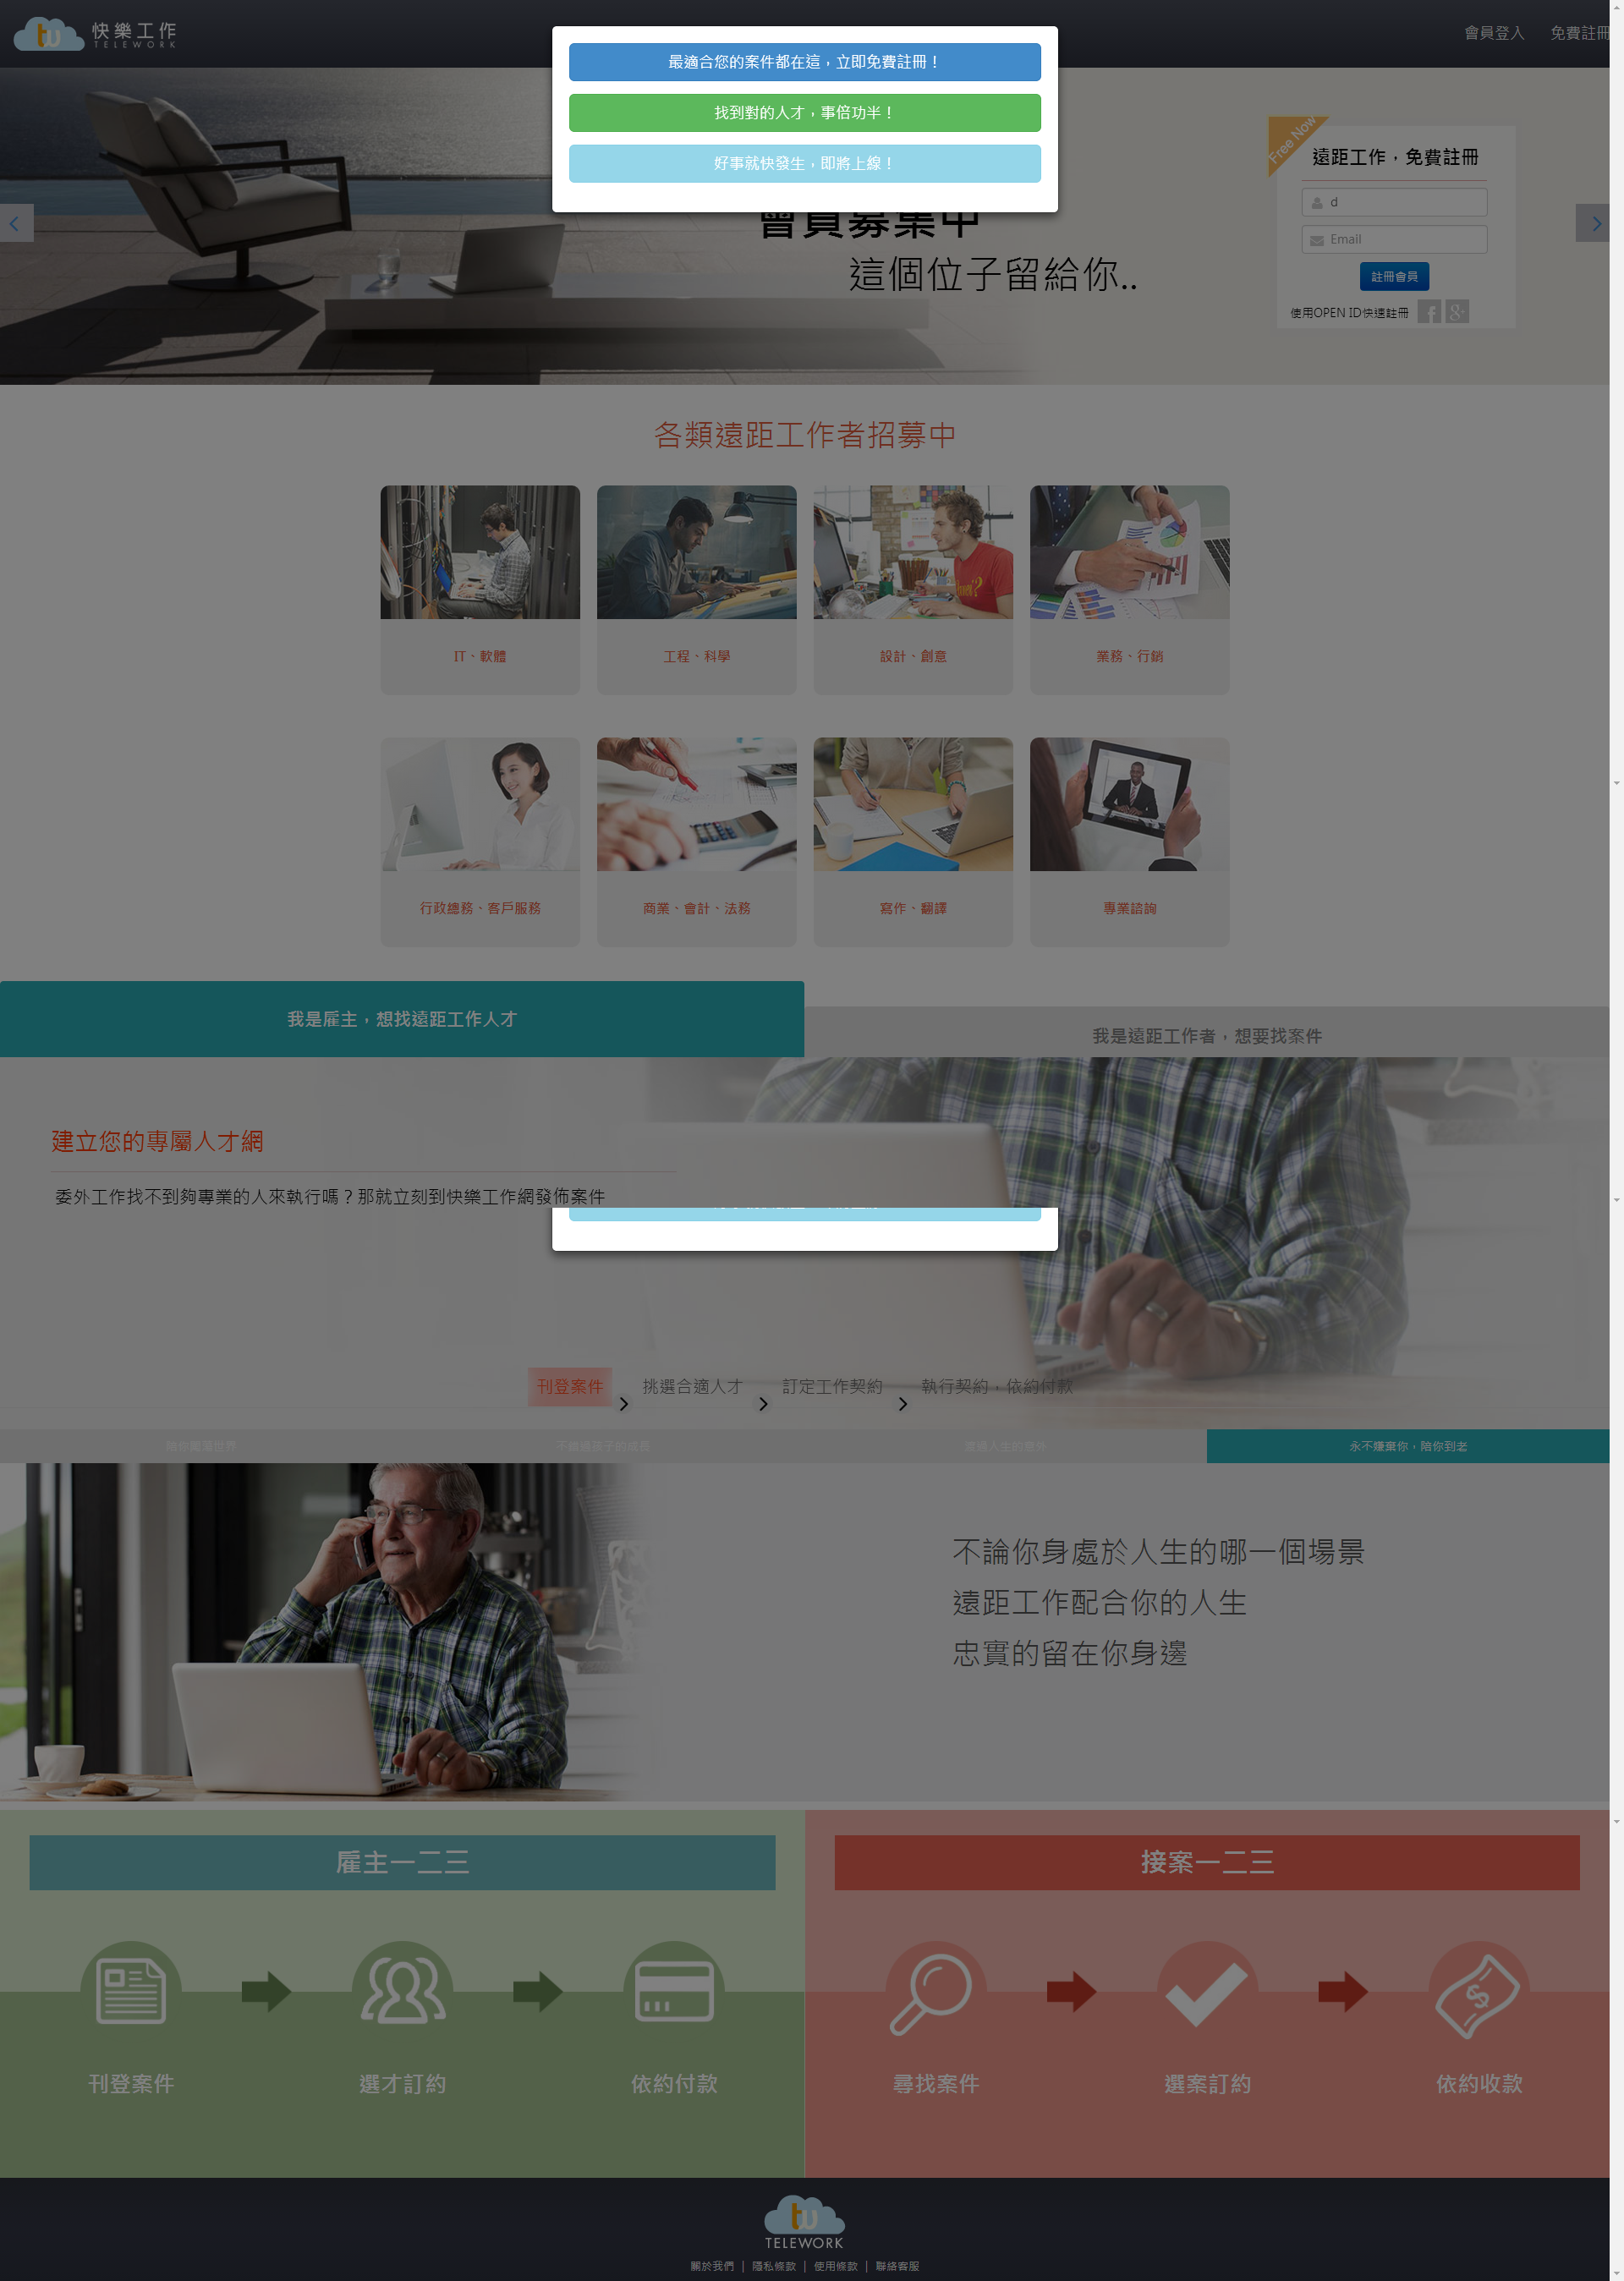 快樂工作
TELEWORK
會員登入 免費註冊
最適合您的案件都在這，立即免費註冊！
找到對的人才，事倍功半！
好事就快發生，即將上線！
會員募集中
這個位子留給你..
Free Now
遠距工作，免費註冊
d
Email
註冊會員
使用OPEN ID快速註冊
各類遠距工作者招募中
IT、軟體
工程、科學
設計、創意
業務、行銷
行政總務、客戶服務
商業、會計、法務
寫作、翻譯
專業諮詢
我是雇主，想找遠距工作人才
我是遠距工作者，想要找案件
建立您的專屬人才網
委外工作找不到夠專業的人來執行嗎？那就立刻到快樂工作網發佈案件
刊登案件 挑選合適人才 訂定工作契約 執行契約，依約付款
永不嫌棄你，陪你到老
不論你身處於人生的哪一個場景
遠距工作配合你的人生
忠實的留在你身邊
雇主一二三
刊登案件 選才訂約 依約付款
接案一二三
尋找案件 選案訂約 依約收款
tw
TELEWORK
關於我們 | 隱私條款 | 使用條款 | 聯絡客服